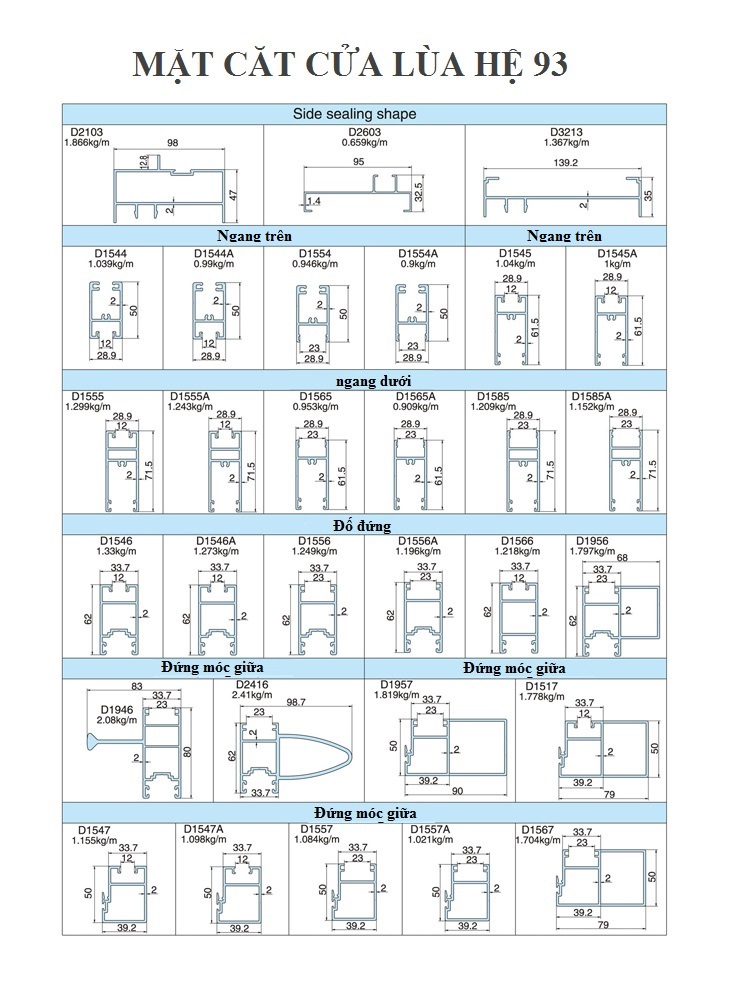 MẶT CĂT CỬA LÙA HỆ 93
Side sealing shape
D2103
1.866kg/m
98
12.8
47
2
D2603
0.659kg/m
95
32.5
1.4
D3213
1.367kg/m
139.2
35
2
Ngang trên
Ngang trên
D1544
1.039kg/m
2
50
12
28.9
D1544A
0.99kg/m
2
50
12
28.9
D1554
0.946kg/m
2
50
23
28.9
D1554A
0.9kg/m
2
50
23
28.9
D1545
1.04kg/m
28.9
12
2
61.5
D1545A
1kg/m
28.9
12
2
61.5
ngang dưới
D1555
1.299kg/m
28.9
12
2
71.5
D1555A
1.243kg/m
28.9
12
2
71.5
D1565
0.953kg/m
28.9
23
2
61.5
D1565A
0.909kg/m
28.9
23
2
61.5
D1585
1.209kg/m
28.9
23
2
71.5
D1585A
1.152kg/m
28.9
23
2
71.5
Đố đứng
D1546
1.33kg/m
33.7
12
62
2
D1546A
1.273kg/m
33.7
12
62
2
D1556
1.249kg/m
33.7
23
62
2
D1556A
1.196kg/m
33.7
23
62
2
D1566
1.218kg/m
33.7
23
62
2
D1956
1.797kg/m
68
33.7
23
62
2
Đứng móc giữa
Đứng móc giữa
83
33.7
23
D1946
2.08kg/m
2
80
D2416
2.41kg/m
98.7
23
2
62
33.7
D1957
1.819kg/m
33.7
23
50
2
39.2
90
D1517
1.778kg/m
33.7
12
2
50
39.2
79
Đứng móc giữa
D1547
1.155kg/m
33.7
12
50
2
39.2
D1547A
1.098kg/m
33.7
12
50
2
39.2
D1557
1.084kg/m
33.7
23
50
2
39.2
D1557A
1.021kg/m
33.7
23
50
2
39.2
D1567
1.704kg/m
33.7
23
50
2
39.2
79